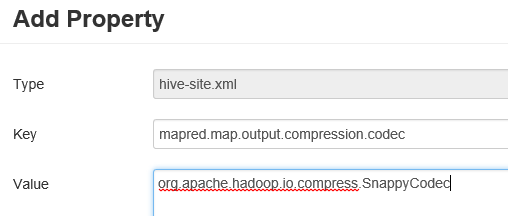 Add Property
Type hive-site.xml
Key mapred.map.output.compression.codec
Value org.apache.hadoop.io.compress.SnappyCodec